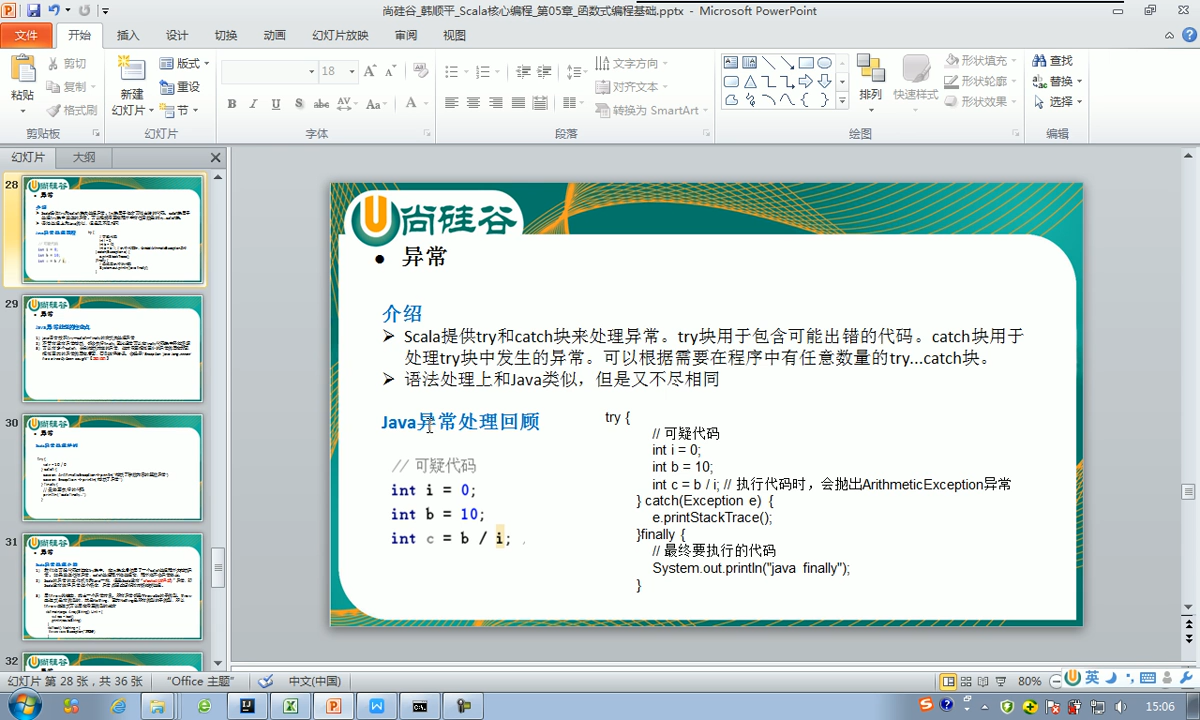 尚硅谷_韩顺平_Scala核心编程_第05章_函数式编程基础.pptx - Microsoft PowerPoint
文件 开始 插入 设计 切换 动画 幻灯片放映 审阅 视图
粘贴 剪切 复制 格式刷
新建 幻灯片 版式 重设 节
18
B I U S abc AV Aa A
文字方向 对齐文本 转换为 SmartArt
排列 快速样式 形状填充 形状轮廓 形状效果
查找 替换 选择
剪贴板 幻灯片 字体 段落 绘图 编辑
幻灯片 大纲
28
29
30
31
32
尚硅谷
• 异常
介绍
➢ Scala提供try和catch块来处理异常。try块用于包含可能出错的代码。catch块用于
处理try块中发生的异常。可以根据需要在程序中有任意数量的try...catch块。
➢ 语法处理上和Java类似，但是又不尽相同
Java异常处理回顾
// 可疑代码
int i = 0;
int b = 10;
int c = b / i;
try {
// 可疑代码
int i = 0;
int b = 10;
int c = b / i; // 执行代码时，会抛出ArithmeticException异常
} catch(Exception e) {
e.printStackTrace();
}finally {
// 最终要执行的代码
System.out.println("java finally");
}
幻灯片 第 28 张，共 36 张 "Office 主题" 中文(中国) 80% 英
15:06